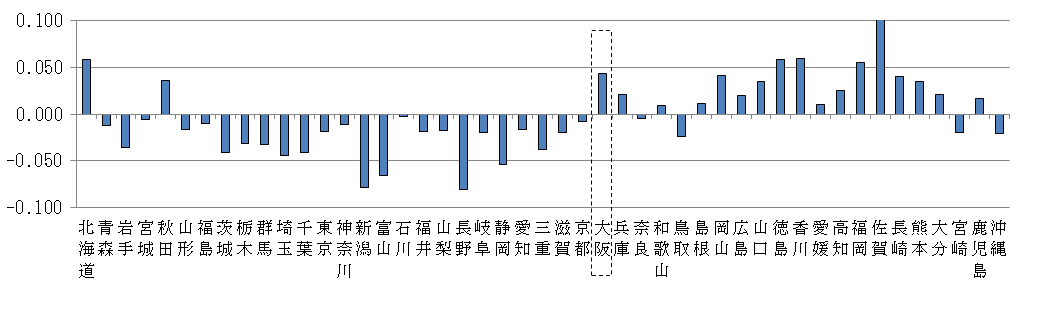 0.100
0.050
0.000
-0.050
-0.100
北海道
青森
岩手
宮城
秋田
山形
福島
茨城
栃木
群馬
埼玉
千葉
東京
神奈川
新潟
富山
石川
福井
山梨
長野
岐阜
静岡
愛知
三重
滋賀
京都
大阪
兵庫
奈良
和歌山
鳥取
島根
岡山
広島
山口
徳島
香川
愛媛
高知
福岡
佐賀
長崎
熊本
大分
宮崎
鹿児島
沖縄